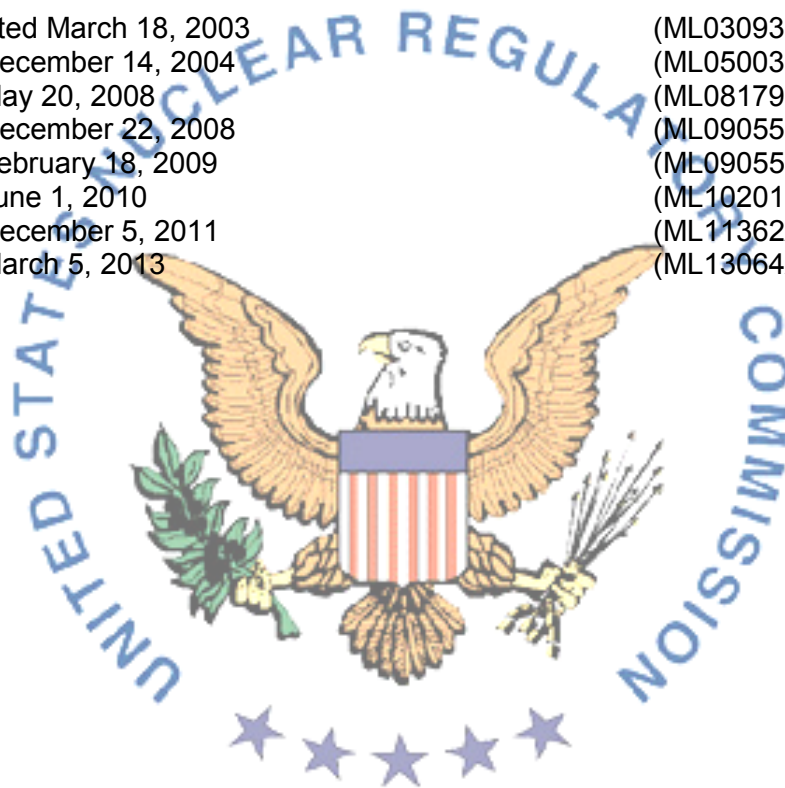 ted March 18, 2003 (ML03093
ecember 14, 2004 (ML05003
ay 20, 2008 (ML08179
ecember 22, 2008 (ML09055
ebruary 18, 2009 (ML09055
une 1, 2010 (ML10201
ecember 5, 2011 (ML11362
arch 5, 2013 (ML13064
UNITED STATES NUCLEAR REGULATORY COMMISSION